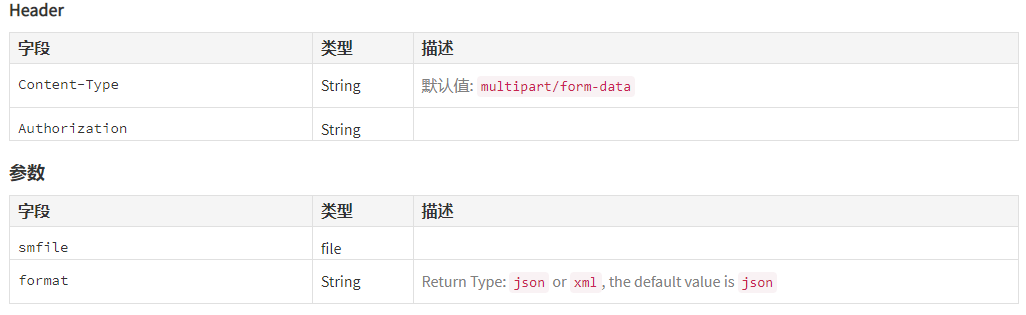 Header
字段 类型 描述
Content-Type String 默认值: multipart/form-data
Authorization String
参数
字段 类型 描述
smfile file
format String Return Type: json or xml , the default value is json